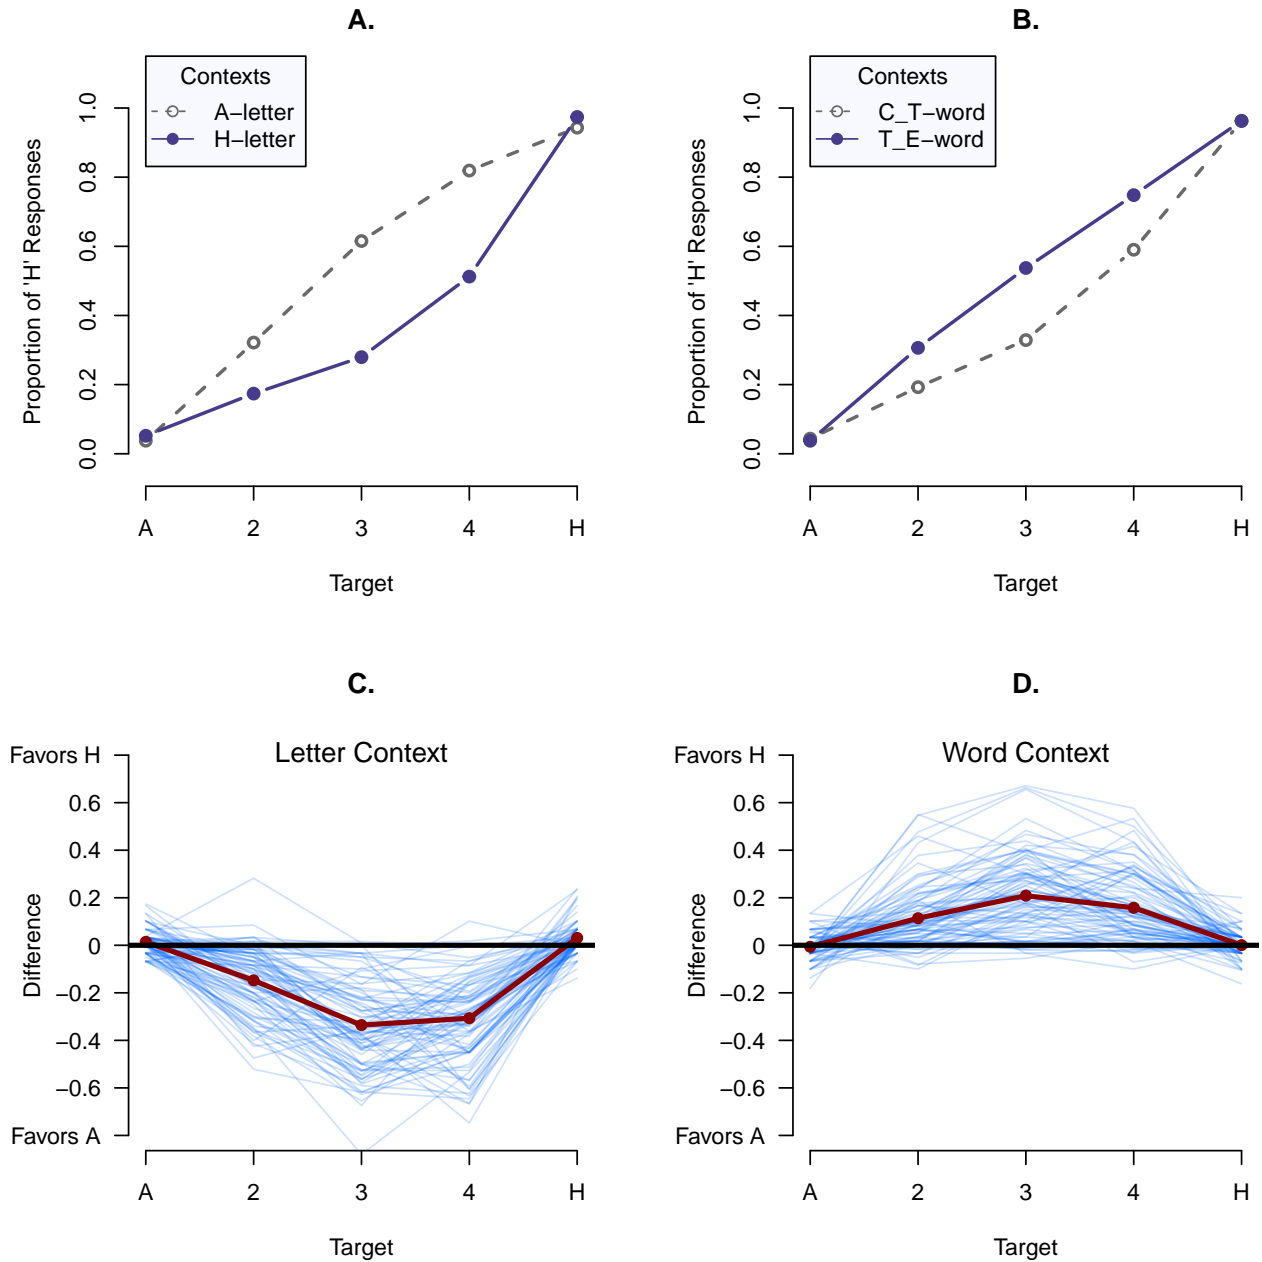 A.
Contexts
A−letter
H−letter
Proportion of 'H' Responses
1.0
0.8
0.6
0.4
0.2
0.0
A 2 3 4 H
Target
B.
Contexts
C_T−word
T_E−word
Proportion of 'H' Responses
1.0
0.8
0.6
0.4
0.2
0.0
A 2 3 4 H
Target
C.
Letter Context
Difference
Favors H
0.6
0.4
0.2
0
−0.2
−0.4
−0.6
Favors A
A 2 3 4 H
Target
D.
Word Context
Difference
Favors H
0.6
0.4
0.2
0
−0.2
−0.4
−0.6
Favors A
A 2 3 4 H
Target